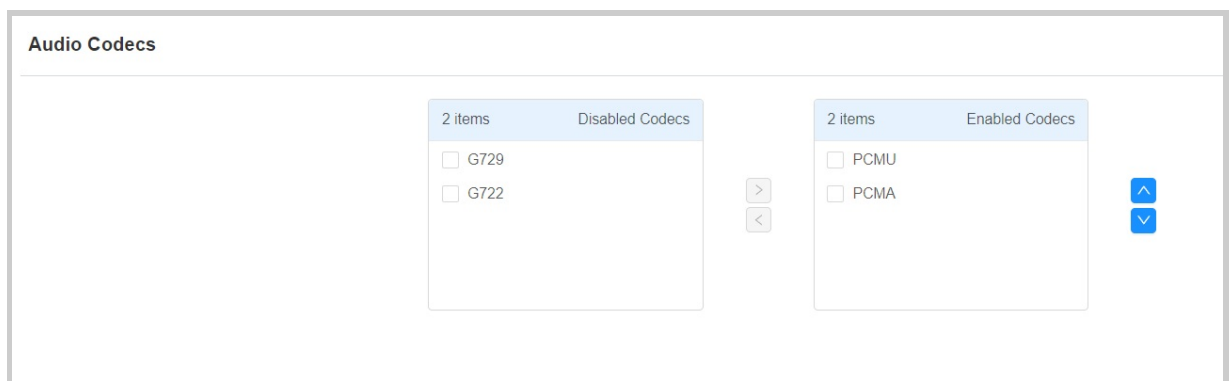 Audio Codecs
2 items Disabled Codecs
G729
G722
2 items Enabled Codecs
PCMU
PCMA